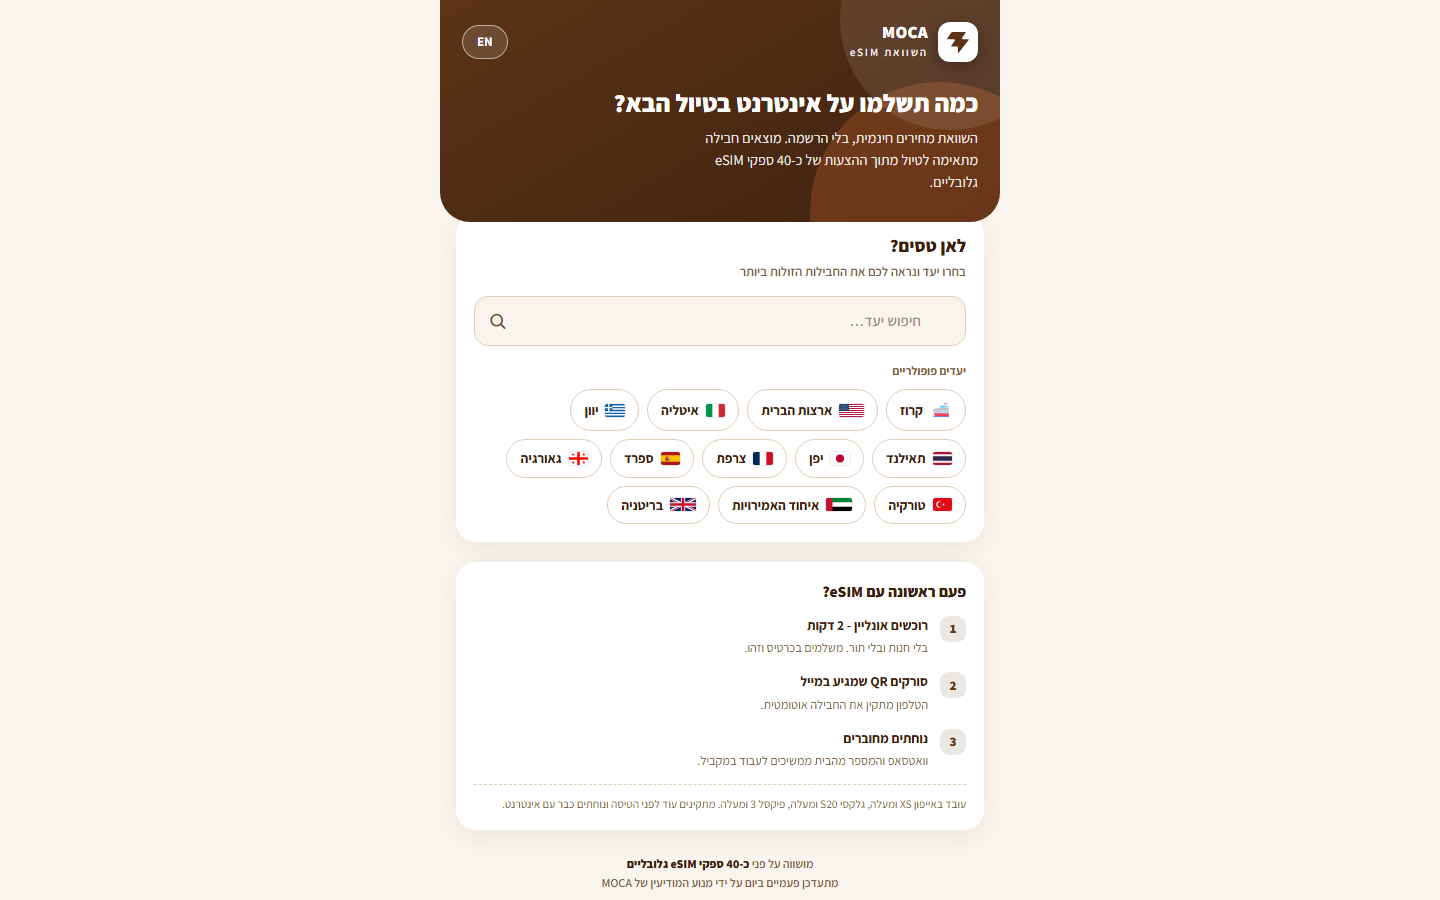 MOCA
השוואת eSIM
EN
כמה תשלמו על אינטרנט בטיול הבא?
השוואת מחירים חינמית, בלי הרשמה. מוצאים חבילה
מתאימה לטיול מתוך ההצעות של כ-40 ספקי eSIM
גלובליים.
לאן טסים?
בחרו יעד ונראה לכם את החבילות הזולות ביותר
חיפוש יעד...
יעדים פופולריים
קרוז
ארצות הברית
איטליה
יוון
תאילנד
יפן
צרפת
ספרד
גאורגיה
טורקיה
איחוד האמירויות
בריטניה
פעם ראשונה עם eSIM?
1
רוכשים אונליין - 2 דקות
בלי חנות ובלי תור. משלמים בכרטיס וזהו.
2
סורקים QR שמגיע במייל
הטלפון מתקין את החבילה אוטומטית.
3
נוחתים מחוברים
וואטסאפ והמספר מהבית ממשיכים לעבוד במקביל.
עובד באייפון XS ומעלה, גלקסי S20 ומעלה, פיקסל 3 ומעלה. מתקינים עוד לפני הטיסה ונוחתים כבר עם אינטרנט.
מושווה על פני כ-40 ספקי eSIM גלובליים
מתעדכן פעמיים ביום על ידי מנוע המודיעין של MOCA